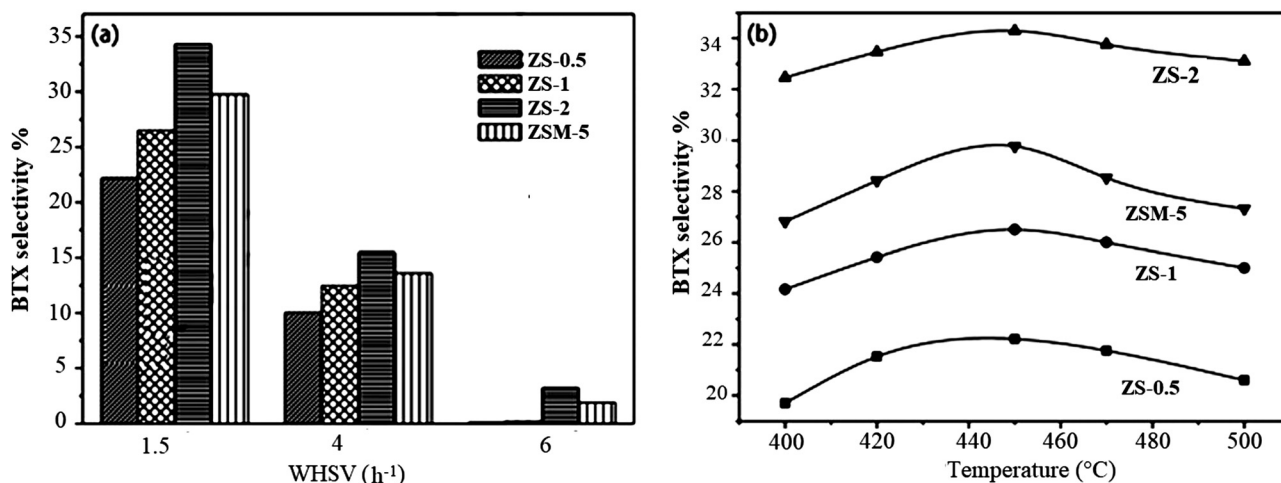 (a)
BTX selectivity %
35
30
25
20
15
10
5
0
ZS-0.5
ZS-1
ZS-2
ZSM-5
1.5
4
6
WHSV (h-1)
(b)
BTX selectivity %
34
32
30
28
26
24
22
20
ZS-2
ZSM-5
ZS-1
ZS-0.5
400
420
440
460
480
500
Temperature (°C)